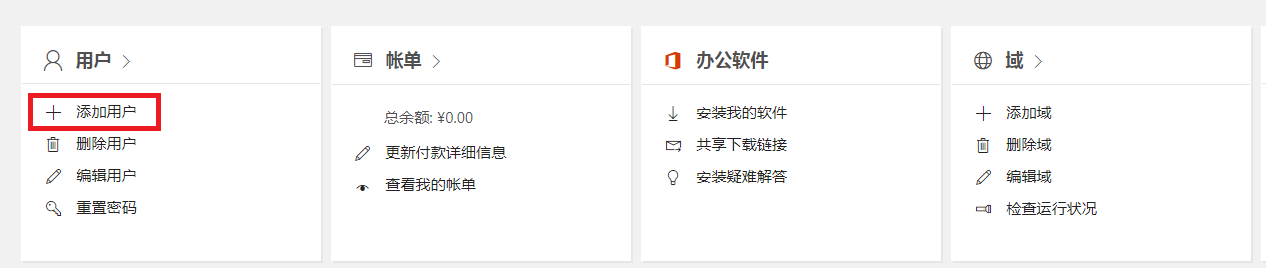 用户
添加用户
删除用户
编辑用户
重置密码
帐单
总余额: ¥0.00
更新付款详细信息
查看我的帐单
办公软件
安装我的软件
共享下载链接
安装疑难解答
域
添加域
删除域
编辑域
检查运行状况